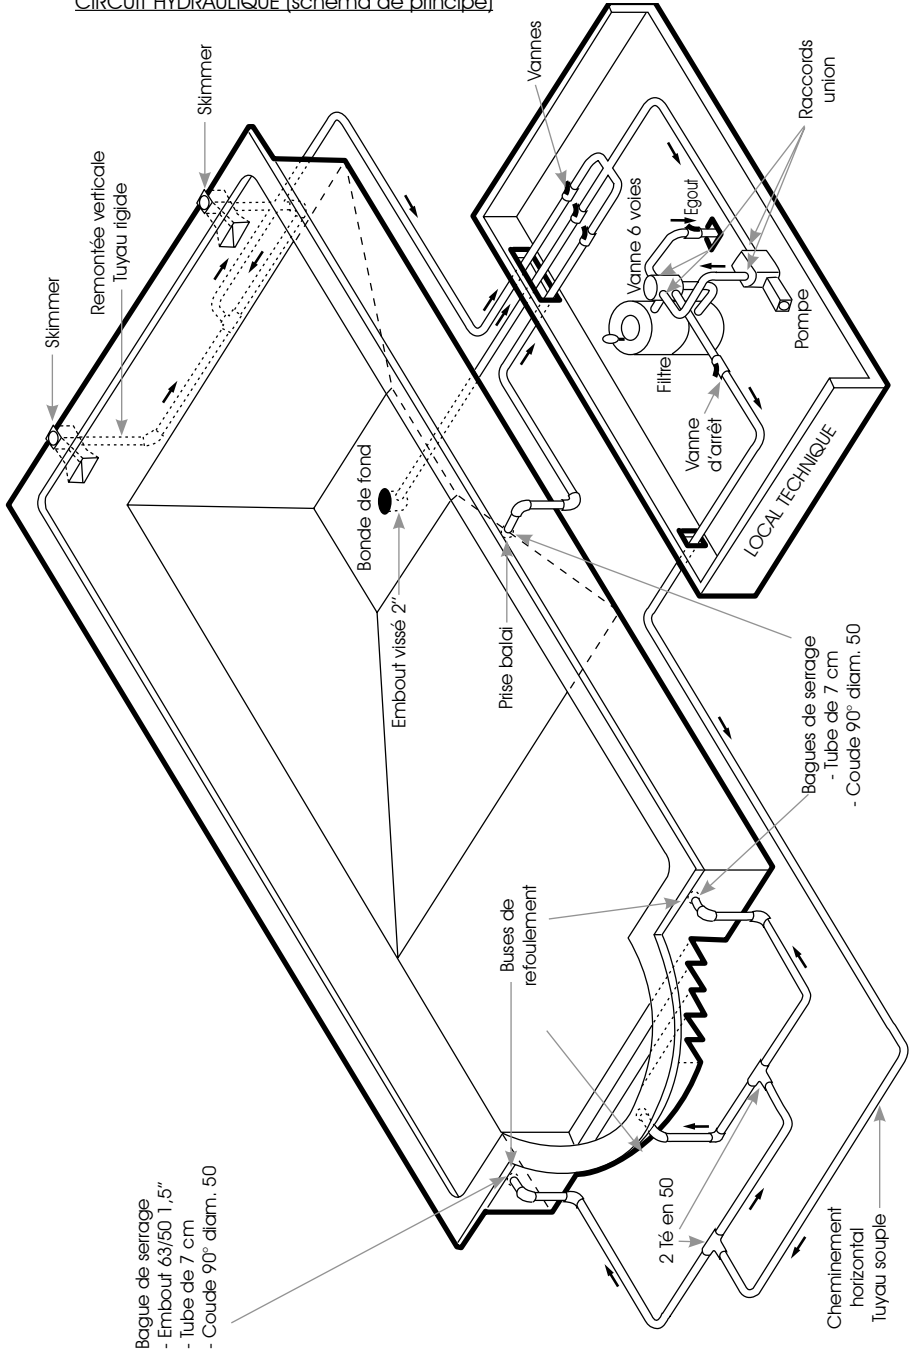 CIRCUIT HYDRAULIQUE (schéma de principe)
Skimmer
Remontée verticale
Tuyau rigide
Skimmer
Vannes
Raccords
union
Vanne 6 voies
Egout
Filtre
Pompe
Vanne
d'arrêt
LOCAL TECHNIQUE
Bonde de fond
Embout vissé 2"
Prise balai
Bagues de serrage
- Tube de 7 cm
- Coude 90° diam. 50
Buses de
refoulement
2 Té en 50
Bague de serrage
- Embout 63/50 1,5"
- Tube de 7 cm
- Coude 90° diam. 50
Cheminement
horizontal
Tuyau souple